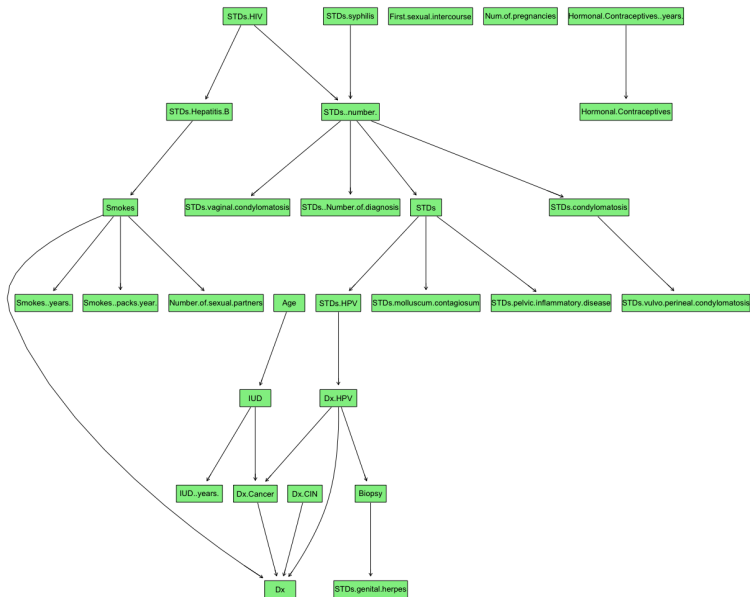 STDs.HIV
STDs.syphilis
First.sexual.intercourse
Num.of.pregnancies
Hormonal.Contraceptives..years.
STDs.Hepatitis.B
STDs..number.
Hormonal.Contraceptives
Smokes
STDs.vaginal.condylomatosis
STDs..Number.of.diagnosis
STDs
STDs.condylomatosis
Smokes..years.
Smokes..packs.year.
Number.of.sexual.partners
Age
STDs.HPV
STDs.molluscum.contagiosum
STDs.pelvic.inflammatory.disease
STDs.vulvo.perineal.condylomatosis
IUD
Dx.HPV
IUD..years.
Dx.Cancer
Dx.CIN
Biopsy
Dx
STDs.genital.herpes